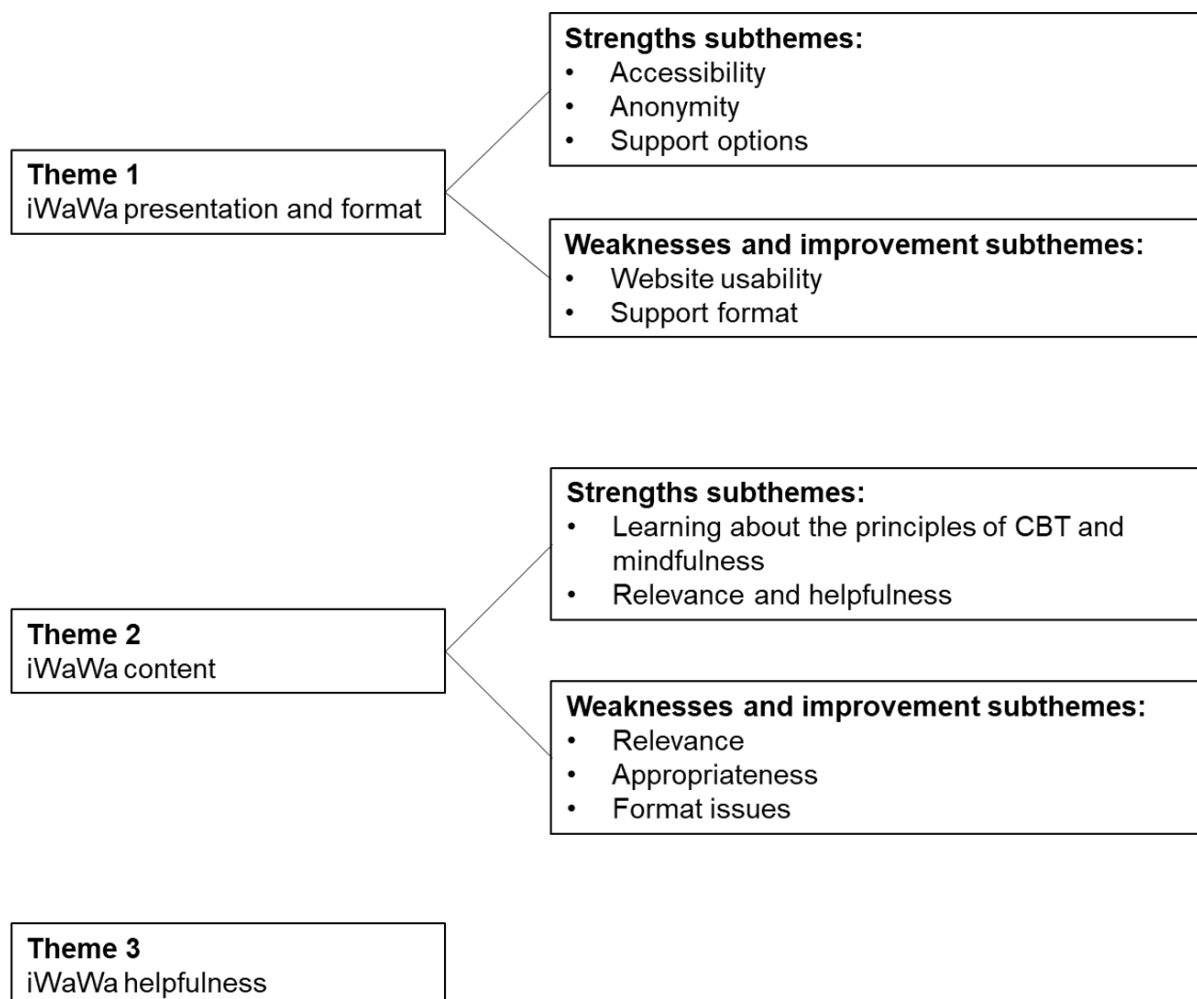 Strengths subthemes:
• Accessibility
• Anonymity
• Support options
Theme 1
iWaWa presentation and format
Weaknesses and improvement subthemes:
• Website usability
• Support format
Strengths subthemes:
• Learning about the principles of CBT and
mindfulness
• Relevance and helpfulness
Theme 2
iWaWa content
Weaknesses and improvement subthemes:
• Relevance
• Appropriateness
• Format issues
Theme 3
iWaWa helpfulness